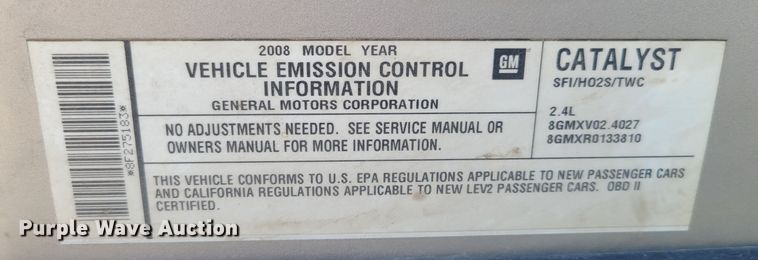 2008 MODEL YEAR
VEHICLE EMISSION CONTROL
INFORMATION
GENERAL MOTORS CORPORATION
GM
NO ADJUSTMENTS NEEDED. SEE SERVICE MANUAL OR
OWNERS MANUAL FOR MORE INFORMATION.
CATALYST
SFI/HO2S/TWC
2.4L
8GMXV02.4027
8GMXR0133810
THIS VEHICLE CONFORMS TO U.S. EPA REGULATIONS APPLICABLE TO NEW PASSENGER CARS
AND CALIFORNIA REGULATIONS APPLICABLE TO NEW LEV2 PASSENGER CARS. OBD II
CERTIFIED.
*8F275183*
Purple Wave Auction